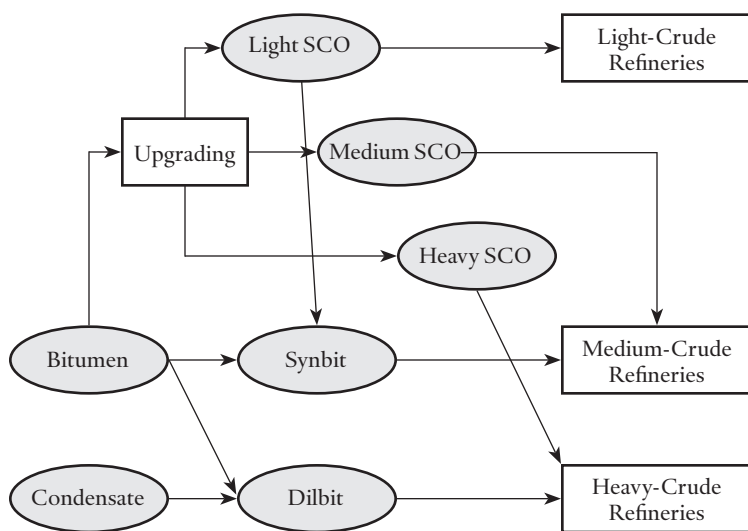 Light SCO
Light-Crude
Refineries
Upgrading
Medium SCO
Heavy SCO
Bitumen
Synbit
Medium-Crude
Refineries
Condensate
Dilbit
Heavy-Crude
Refineries